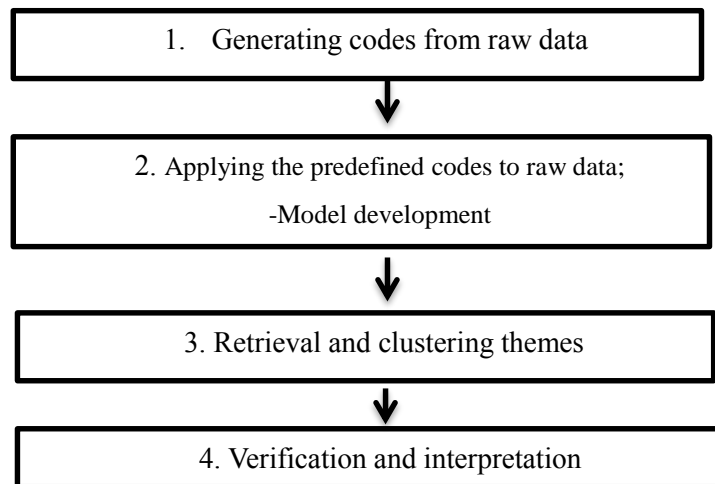 1. Generating codes from raw data
2. Applying the predefined codes to raw data;
-Model development
3. Retrieval and clustering themes
4. Verification and interpretation